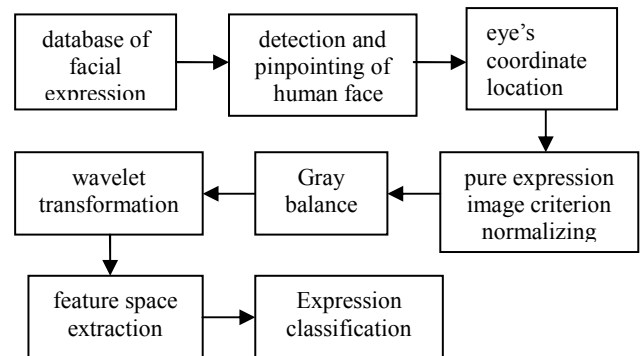 database of
facial
expression
detection and
pinpointing of
human face
eye's
coordinate
location
wavelet
transformation
Gray
balance
pure expression
image criterion
normalizing
feature space
extraction
Expression
classification